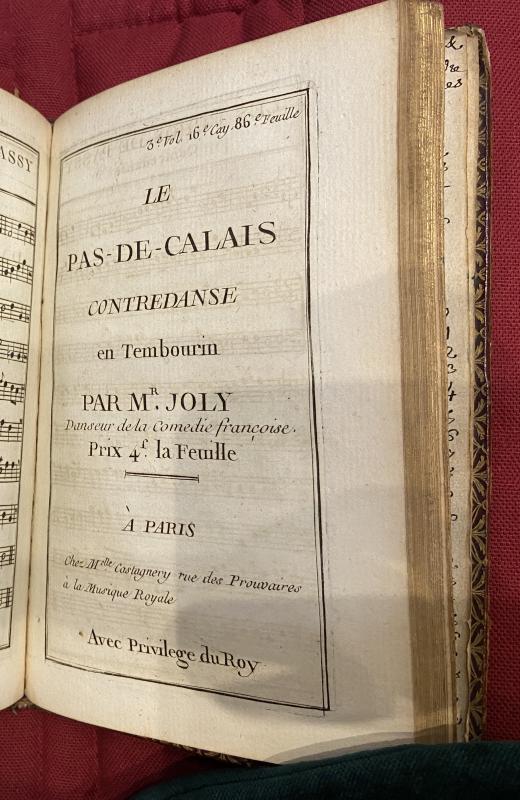 ASSY
3.e Vol. 16.e Cay. 86.e Feuille
LE
PAS-DE-CALAIS
CONTREDANSE
en Tembourin
PAR M.R JOLY
Danseur de la Comedie françoise.
Prix 4.f la Feuille
À PARIS
Chez M.elle Castagnery rue des Prouvaires
à la Musique Royale
Avec Privilege du Roy